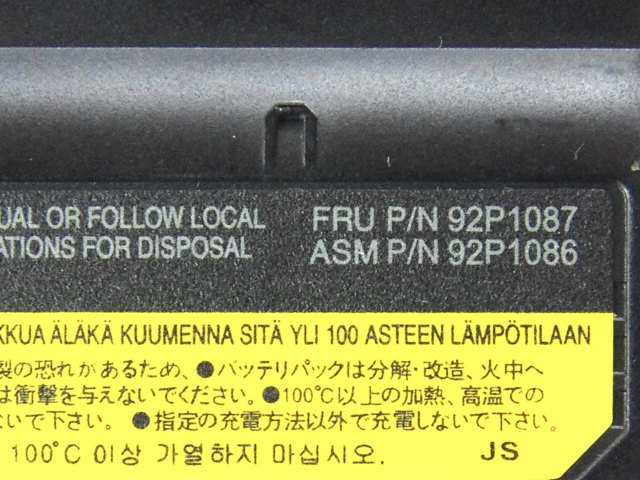 UAL OR FOLLOW LOCAL FRU P/N 92P1087
ATIONS FOR DISPOSAL ASM P/N 92P1086
KKUA ÄLÄKÄ KUUMENNA SITÄ YLI 100 ASTEEN LÄMPÖTILAAN
裂の恐れがあるため、●バッテリパックは分解・改造、火中へ
は衝撃を与えないでください。●100℃以上の加熱、高温での
いで下さい。●指定の充電方法以外で充電しないで下さい。
100℃ 이상 가열하지 마십시오. JS